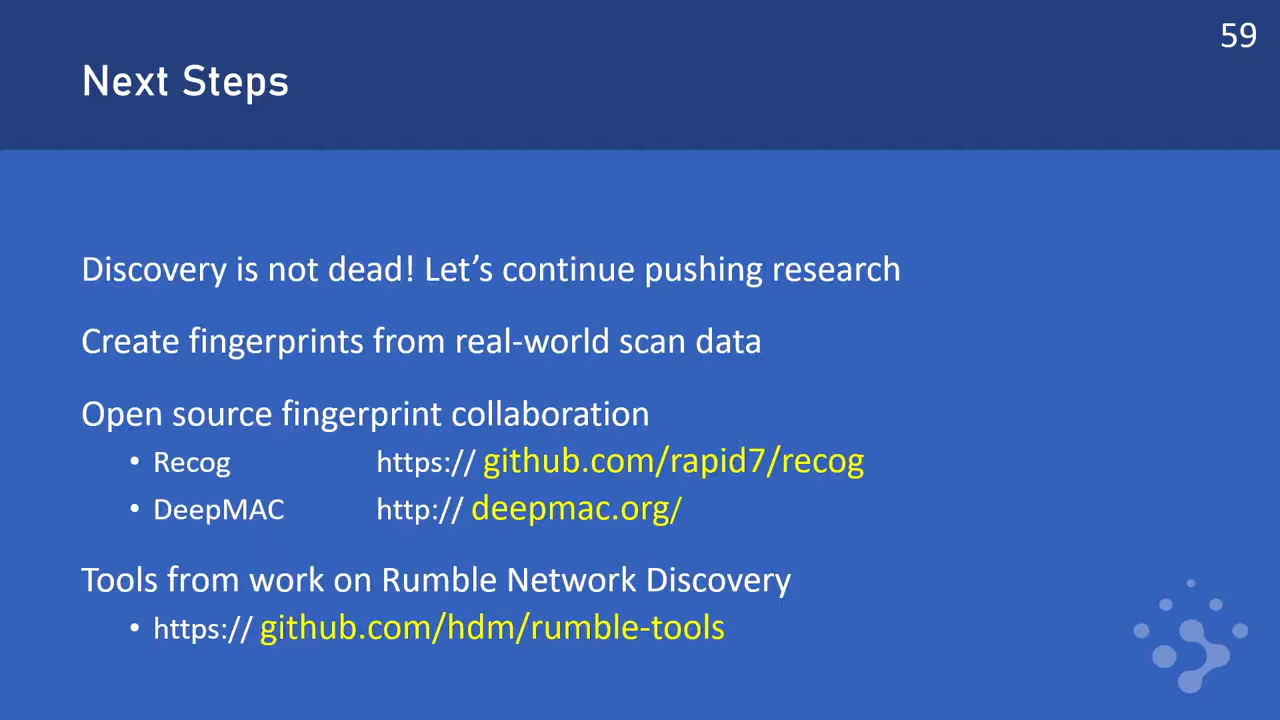 59
Next Steps
Discovery is not dead! Let’s continue pushing research
Create fingerprints from real-world scan data
Open source fingerprint collaboration
• Recog https:// github.com/rapid7/recog
• DeepMAC http:// deepmac.org/
Tools from work on Rumble Network Discovery
• https:// github.com/hdm/rumble-tools